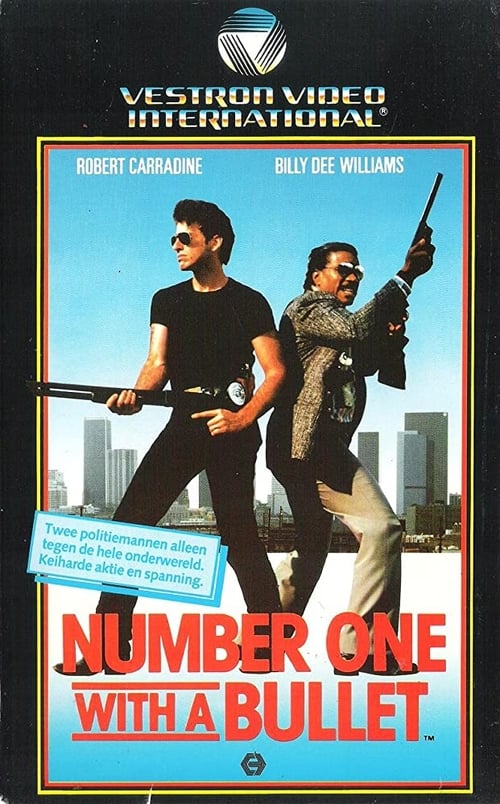 VESTRON VIDEO
INTERNATIONAL®
ROBERT CARRADINE BILLY DEE WILLIAMS
Twee politiemannen alleen
tegen de hele onderwereld.
Keiharde aktie en spanning.
NUMBER ONE
WITH A BULLET™